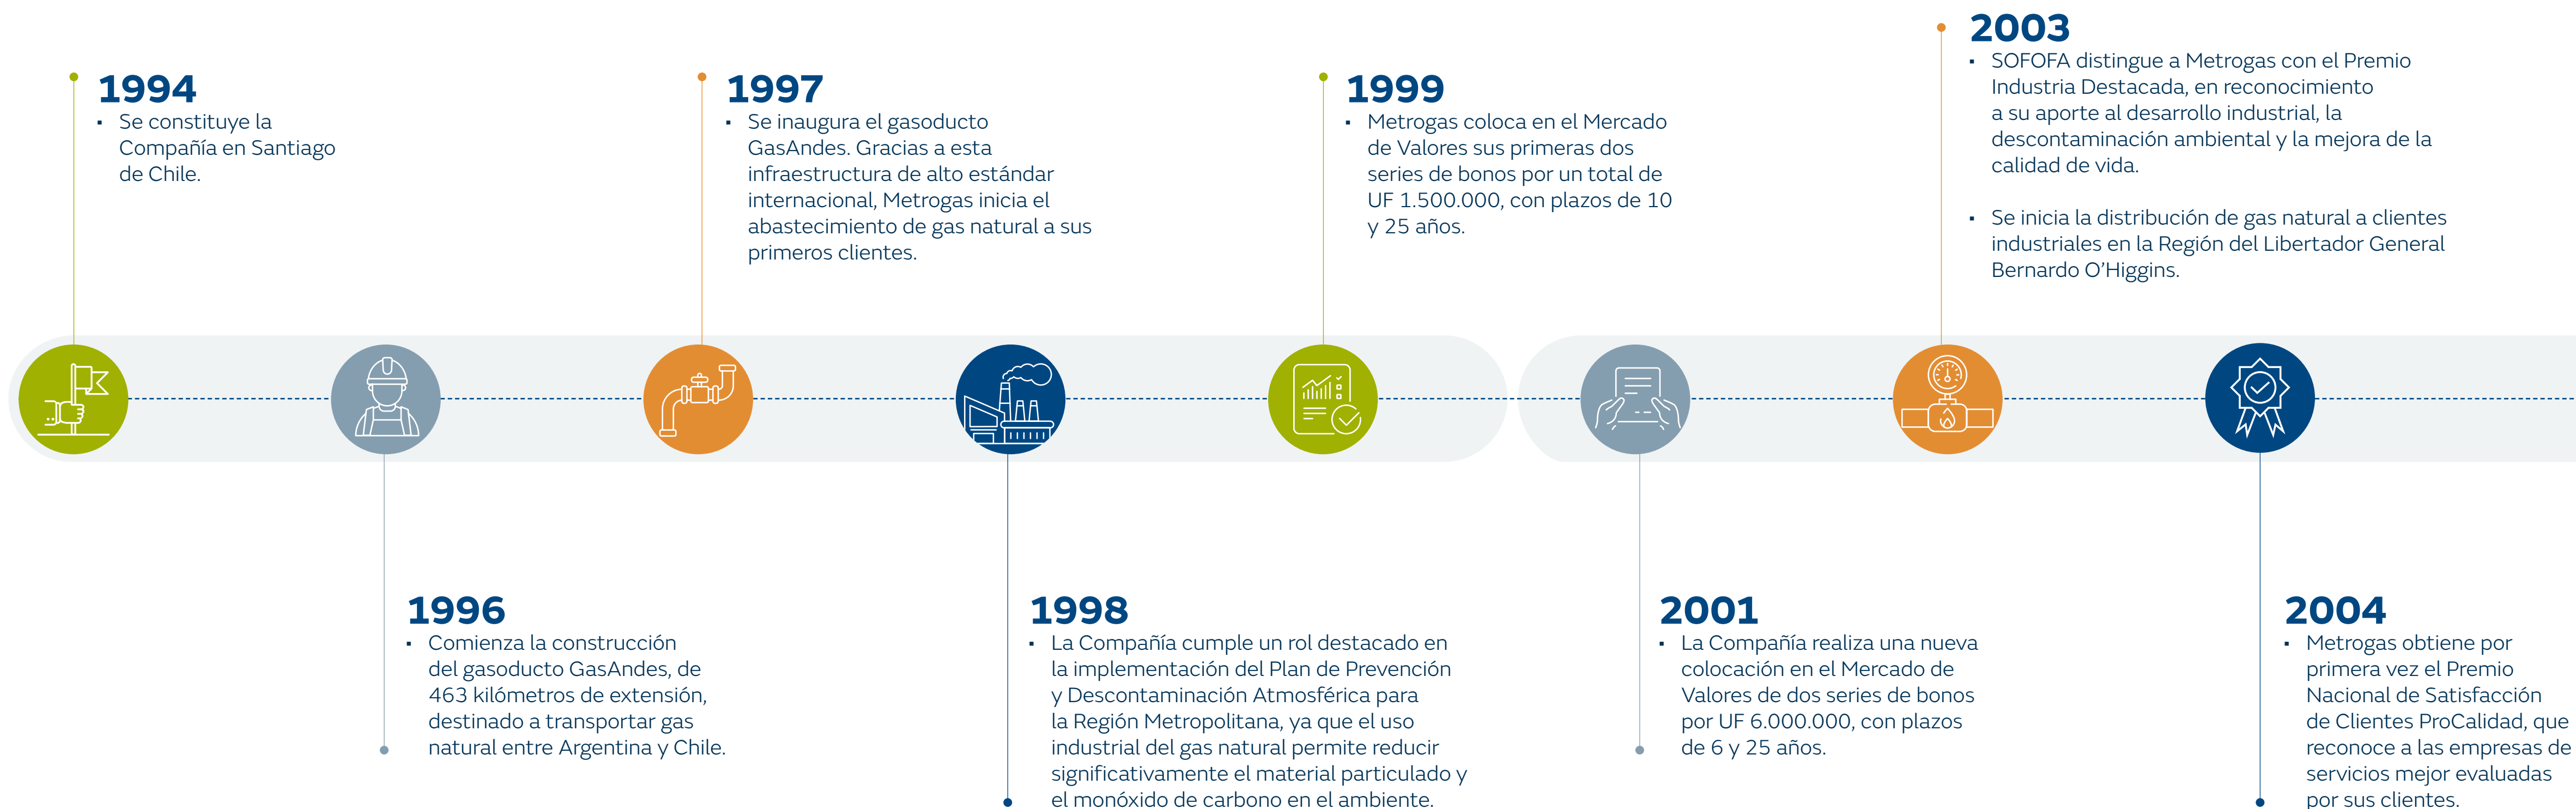 1994
▪ Se constituye la
Compañía en Santiago
de Chile.
1996
▪ Comienza la construcción
del gasoducto GasAndes, de
463 kilómetros de extensión,
destinado a transportar gas
natural entre Argentina y Chile.
1997
▪ Se inaugura el gasoducto
GasAndes. Gracias a esta
infraestructura de alto estándar
internacional, Metrogas inicia el
abastecimiento de gas natural a sus
primeros clientes.
1998
▪ La Compañía cumple un rol destacado en
la implementación del Plan de Prevención
y Descontaminación Atmosférica para
la Región Metropolitana, ya que el uso
industrial del gas natural permite reducir
significativamente el material particulado y
el monóxido de carbono en el ambiente.
1999
▪ Metrogas coloca en el Mercado
de Valores sus primeras dos
series de bonos por un total de
UF 1.500.000, con plazos de 10
y 25 años.
2001
▪ La Compañía realiza una nueva
colocación en el Mercado de
Valores de dos series de bonos
por UF 6.000.000, con plazos
de 6 y 25 años.
2003
▪ SOFOFA distingue a Metrogas con el Premio
Industria Destacada, en reconocimiento
a su aporte al desarrollo industrial, la
descontaminación ambiental y la mejora de la
calidad de vida.
▪ Se inicia la distribución de gas natural a clientes
industriales en la Región del Libertador General
Bernardo O’Higgins.
2004
▪ Metrogas obtiene por
primera vez el Premio
Nacional de Satisfacción
de Clientes ProCalidad, que
reconoce a las empresas de
servicios mejor evaluadas
por sus clientes.